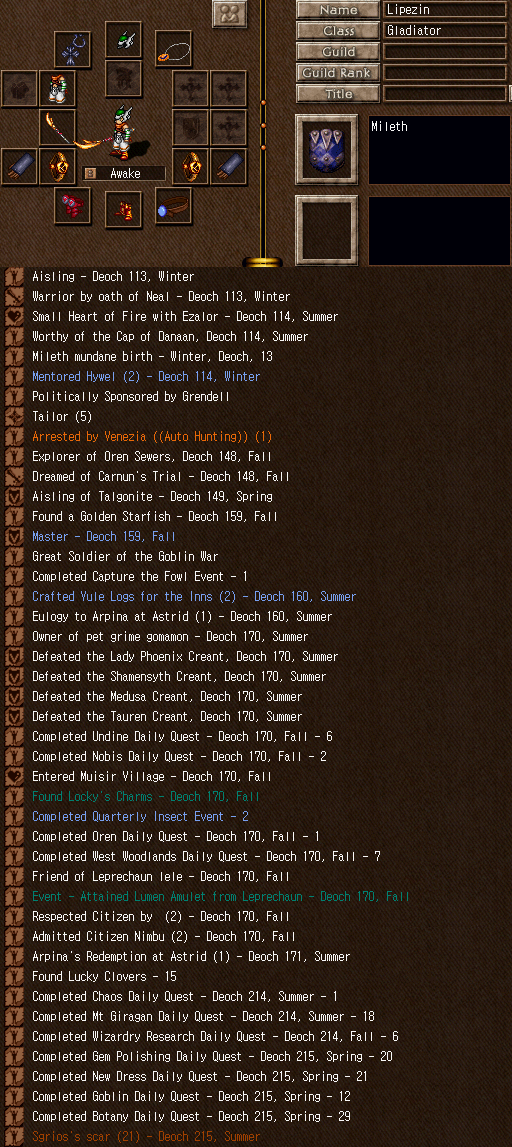 Name Lipezin
Class Gladiator
Guild
Guild Rank
Title
Mileth
Awake
Aisling - Deoch 113, Winter
Warrior by oath of Neal - Deoch 113, Winter
Small Heart of Fire with Ezalor - Deoch 114, Summer
Worthy of the Cap of Danaan, Deoch 114, Summer
Mileth mundane birth - Winter, Deoch, 13
Mentored Hywel (2) - Deoch 114, Winter
Politically Sponsored by Grendell
Tailor (5)
Arrested by Venezia ((Auto Hunting)) (1)
Explorer of Oren Sewers, Deoch 148, Fall
Dreamed of Carnun's Trial - Deoch 148, Fall
Aisling of Talgonite - Deoch 149, Spring
Found a Golden Starfish - Deoch 159, Fall
Master - Deoch 159, Fall
Great Soldier of the Goblin War
Completed Capture the Fowl Event - 1
Crafted Yule Logs for the Inns (2) - Deoch 160, Summer
Eulogy to Arpina at Astrid (1) - Deoch 160, Summer
Owner of pet grime gomamon - Deoch 170, Summer
Defeated the Lady Phoenix Creant, Deoch 170, Summer
Defeated the Shamensyth Creant, Deoch 170, Summer
Defeated the Medusa Creant, Deoch 170, Summer
Defeated the Tauren Creant, Deoch 170, Summer
Completed Undine Daily Quest - Deoch 170, Fall - 6
Completed Nobis Daily Quest - Deoch 170, Fall - 2
Entered Muisir Village - Deoch 170, Fall
Found Locky's Charms - Deoch 170, Fall
Completed Quarterly Insect Event - 2
Completed Oren Daily Quest - Deoch 170, Fall - 1
Completed West Woodlands Daily Quest - Deoch 170, Fall - 7
Friend of Leprechaun lele - Deoch 170, Fall
Event - Attained Lumen Amulet from Leprechaun - Deoch 170, Fall
Respected Citizen by  (2) - Deoch 170, Fall
Admitted Citizen Nimbu (2) - Deoch 170, Fall
Arpina's Redemption at Astrid (1) - Deoch 171, Summer
Found Lucky Clovers - 15
Completed Chaos Daily Quest - Deoch 214, Summer - 1
Completed Mt Giragan Daily Quest - Deoch 214, Summer - 18
Completed Wizardry Research Daily Quest - Deoch 214, Fall - 6
Completed Gem Polishing Daily Quest - Deoch 215, Spring - 20
Completed New Dress Daily Quest - Deoch 215, Spring - 21
Completed Goblin Daily Quest - Deoch 215, Spring - 12
Completed Botany Daily Quest - Deoch 215, Spring - 29
Sgrios's scar (21) - Deoch 215, Summer